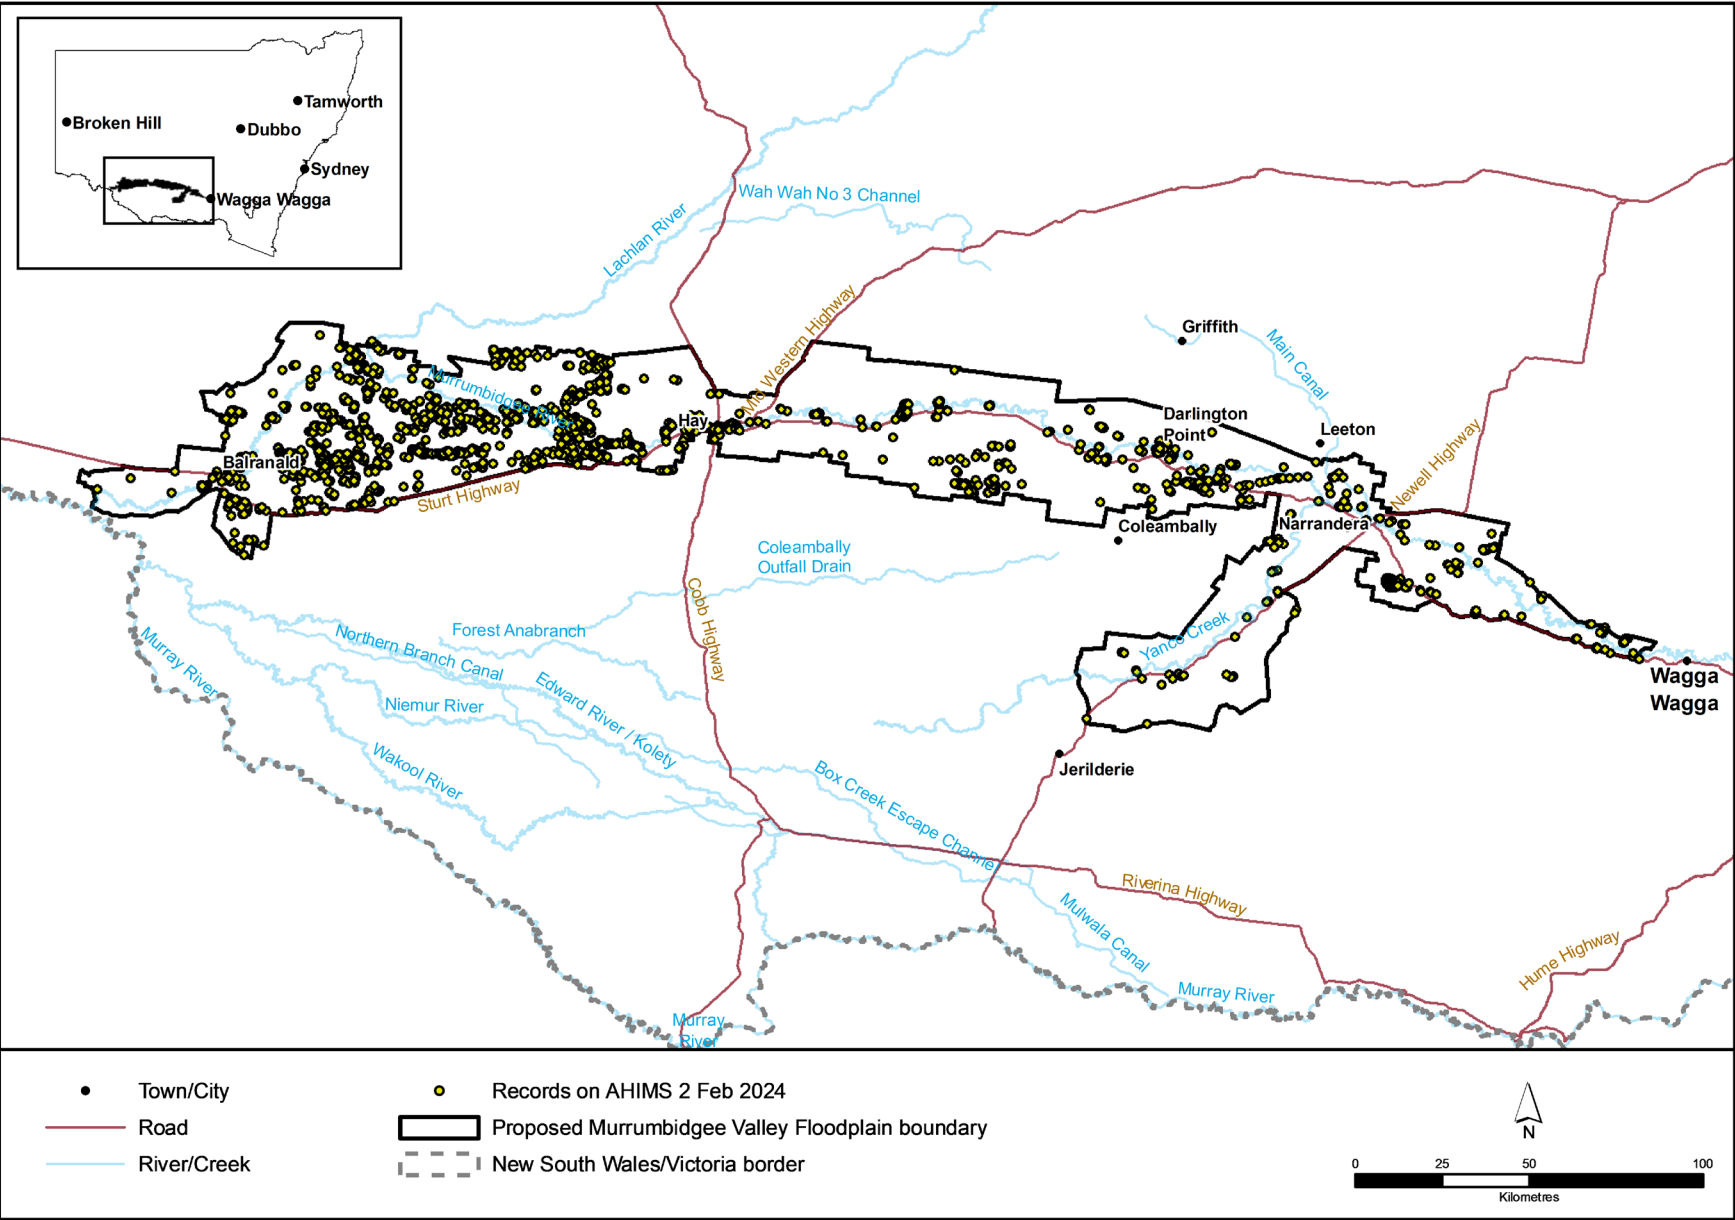 Tamworth
Broken Hill
Dubbo
Sydney
Wagga Wagga
Wah Wah No 3 Channel
Lachlan River
Mid Western Highway
Griffith
Main Canal
Murrumbidgee River
Hay
Darlington
Point
Leeton
Newell Highway
Balranald
Sturt Highway
Coleambally
Narrandera
Coleambally
Outfall Drain
Cobb Highway
Forest Anabranch
Northern Branch Canal
Murray River
Yanco Creek
Edward River / Kolety
Niemur River
Wagga
Wagga
Wakool River
Jerilderie
Box Creek Escape Channel
Riverina Highway
Mulwala Canal
Hume Highway
Murray River
Murray
River
Town/City
Records on AHIMS 2 Feb 2024
Road
Proposed Murrumbidgee Valley Floodplain boundary
River/Creek
New South Wales/Victoria border
N
0 25 50 100
Kilometres